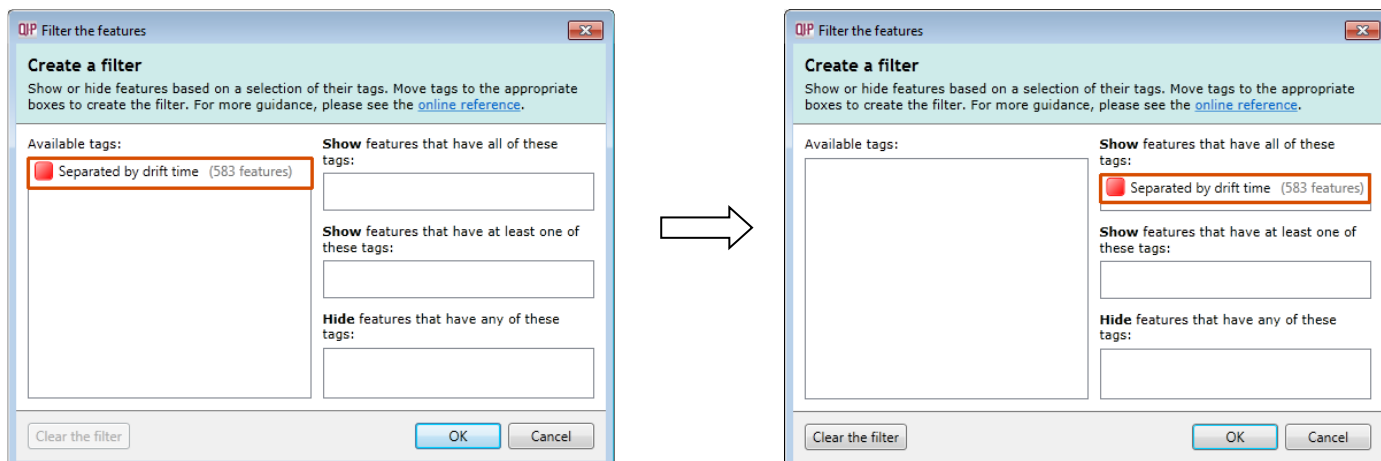 QIP Filter the features
Create a filter
Show or hide features based on a selection of their tags. Move tags to the appropriate
boxes to create the filter. For more guidance, please see the online reference.
Available tags:
Separated by drift time (583 features)
Show features that have all of these
tags:
Show features that have at least one of
these tags:
Hide features that have any of these
tags:
Clear the filter
OK
Cancel
QIP Filter the features
Create a filter
Show or hide features based on a selection of their tags. Move tags to the appropriate
boxes to create the filter. For more guidance, please see the online reference.
Available tags:
Show features that have all of these
tags:
Separated by drift time (583 features)
Show features that have at least one of
these tags:
Hide features that have any of these
tags:
Clear the filter
OK
Cancel